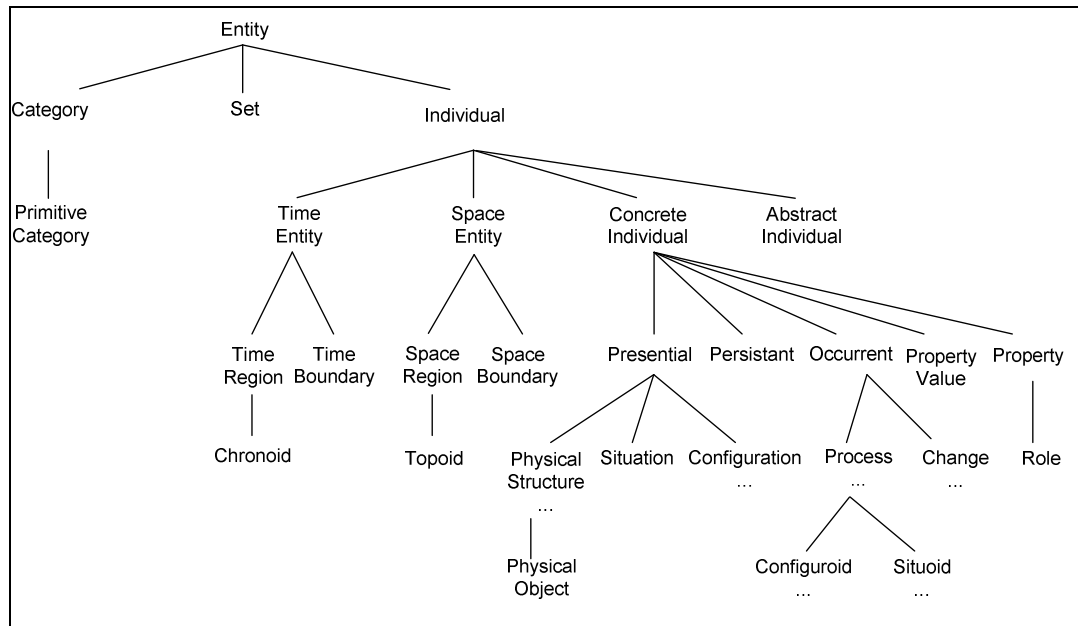 Entity
Category
Set
Individual
Primitive
Category
Time
Entity
Space
Entity
Concrete
Individual
Abstract
Individual
Time
Region
Time
Boundary
Space
Region
Space
Boundary
Presential
Persistant
Occurrent
Property
Value
Property
Chronoid
Topoid
Physical
Structure
...
Situation
Configuration
...
Process
...
Change
...
Role
Physical
Object
Configuroid
...
Situoid
...